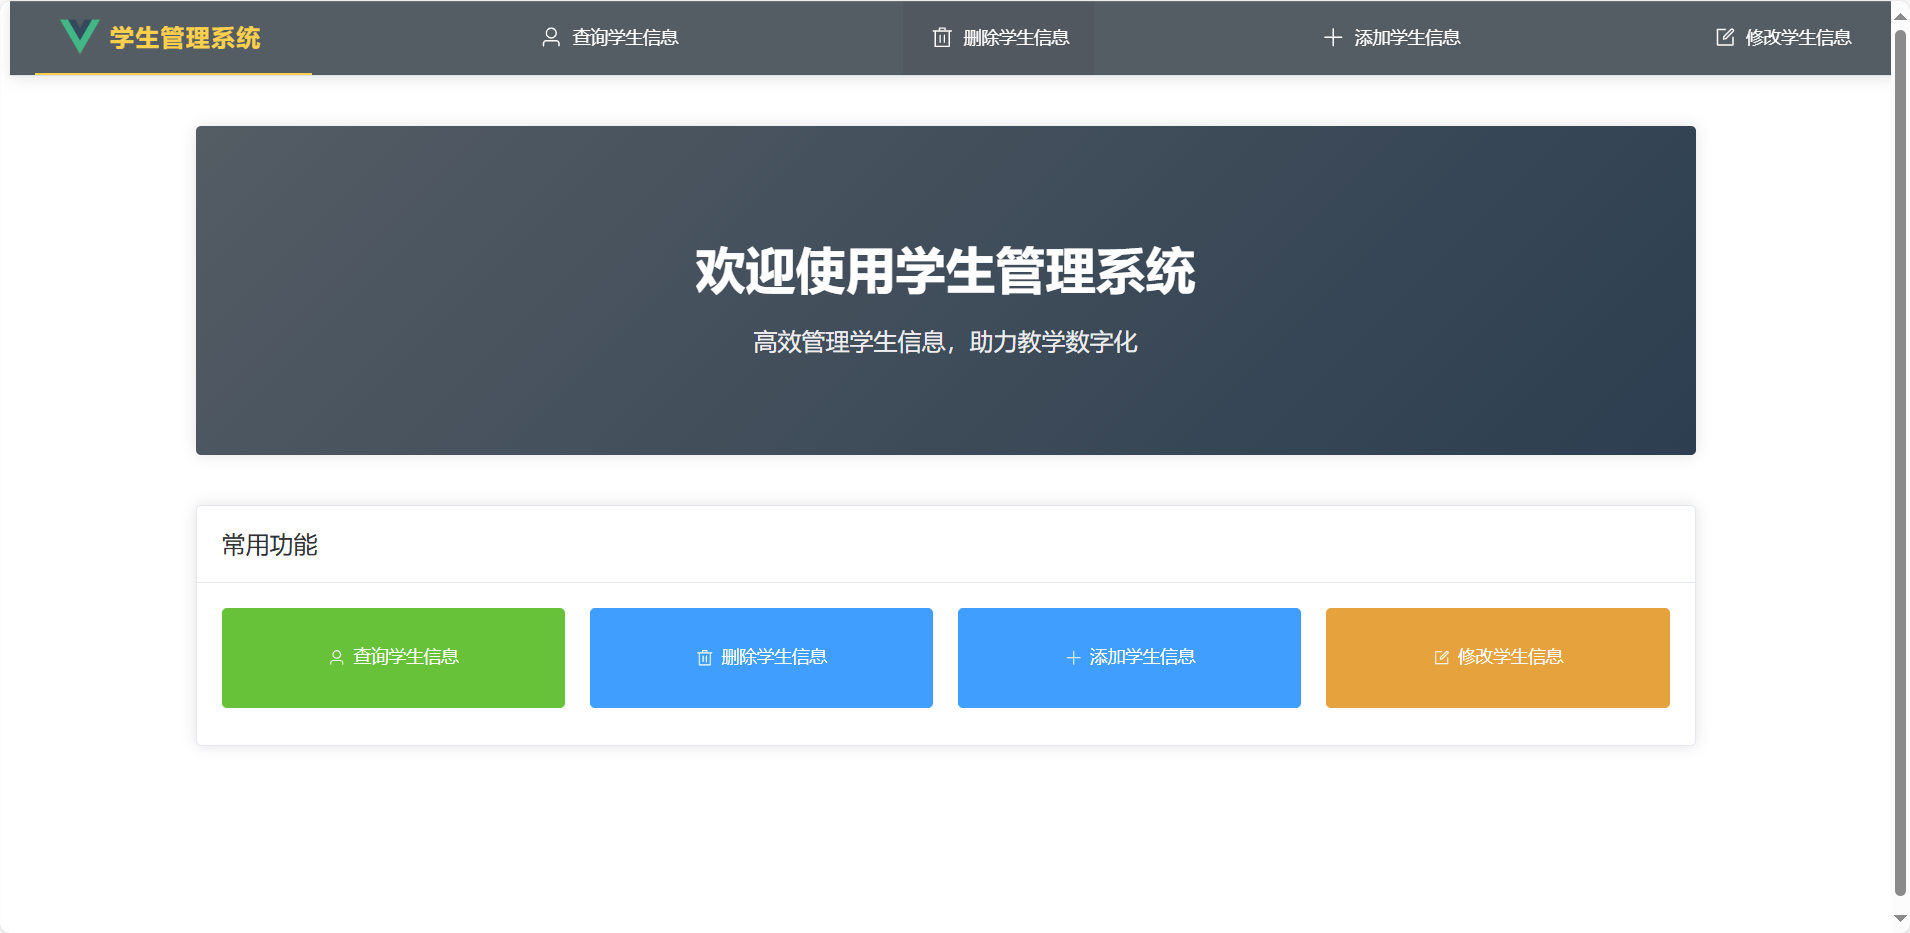 学生管理系统
查询学生信息
删除学生信息
添加学生信息
修改学生信息
欢迎使用学生管理系统
高效管理学生信息，助力教学数字化
常用功能
查询学生信息
删除学生信息
添加学生信息
修改学生信息